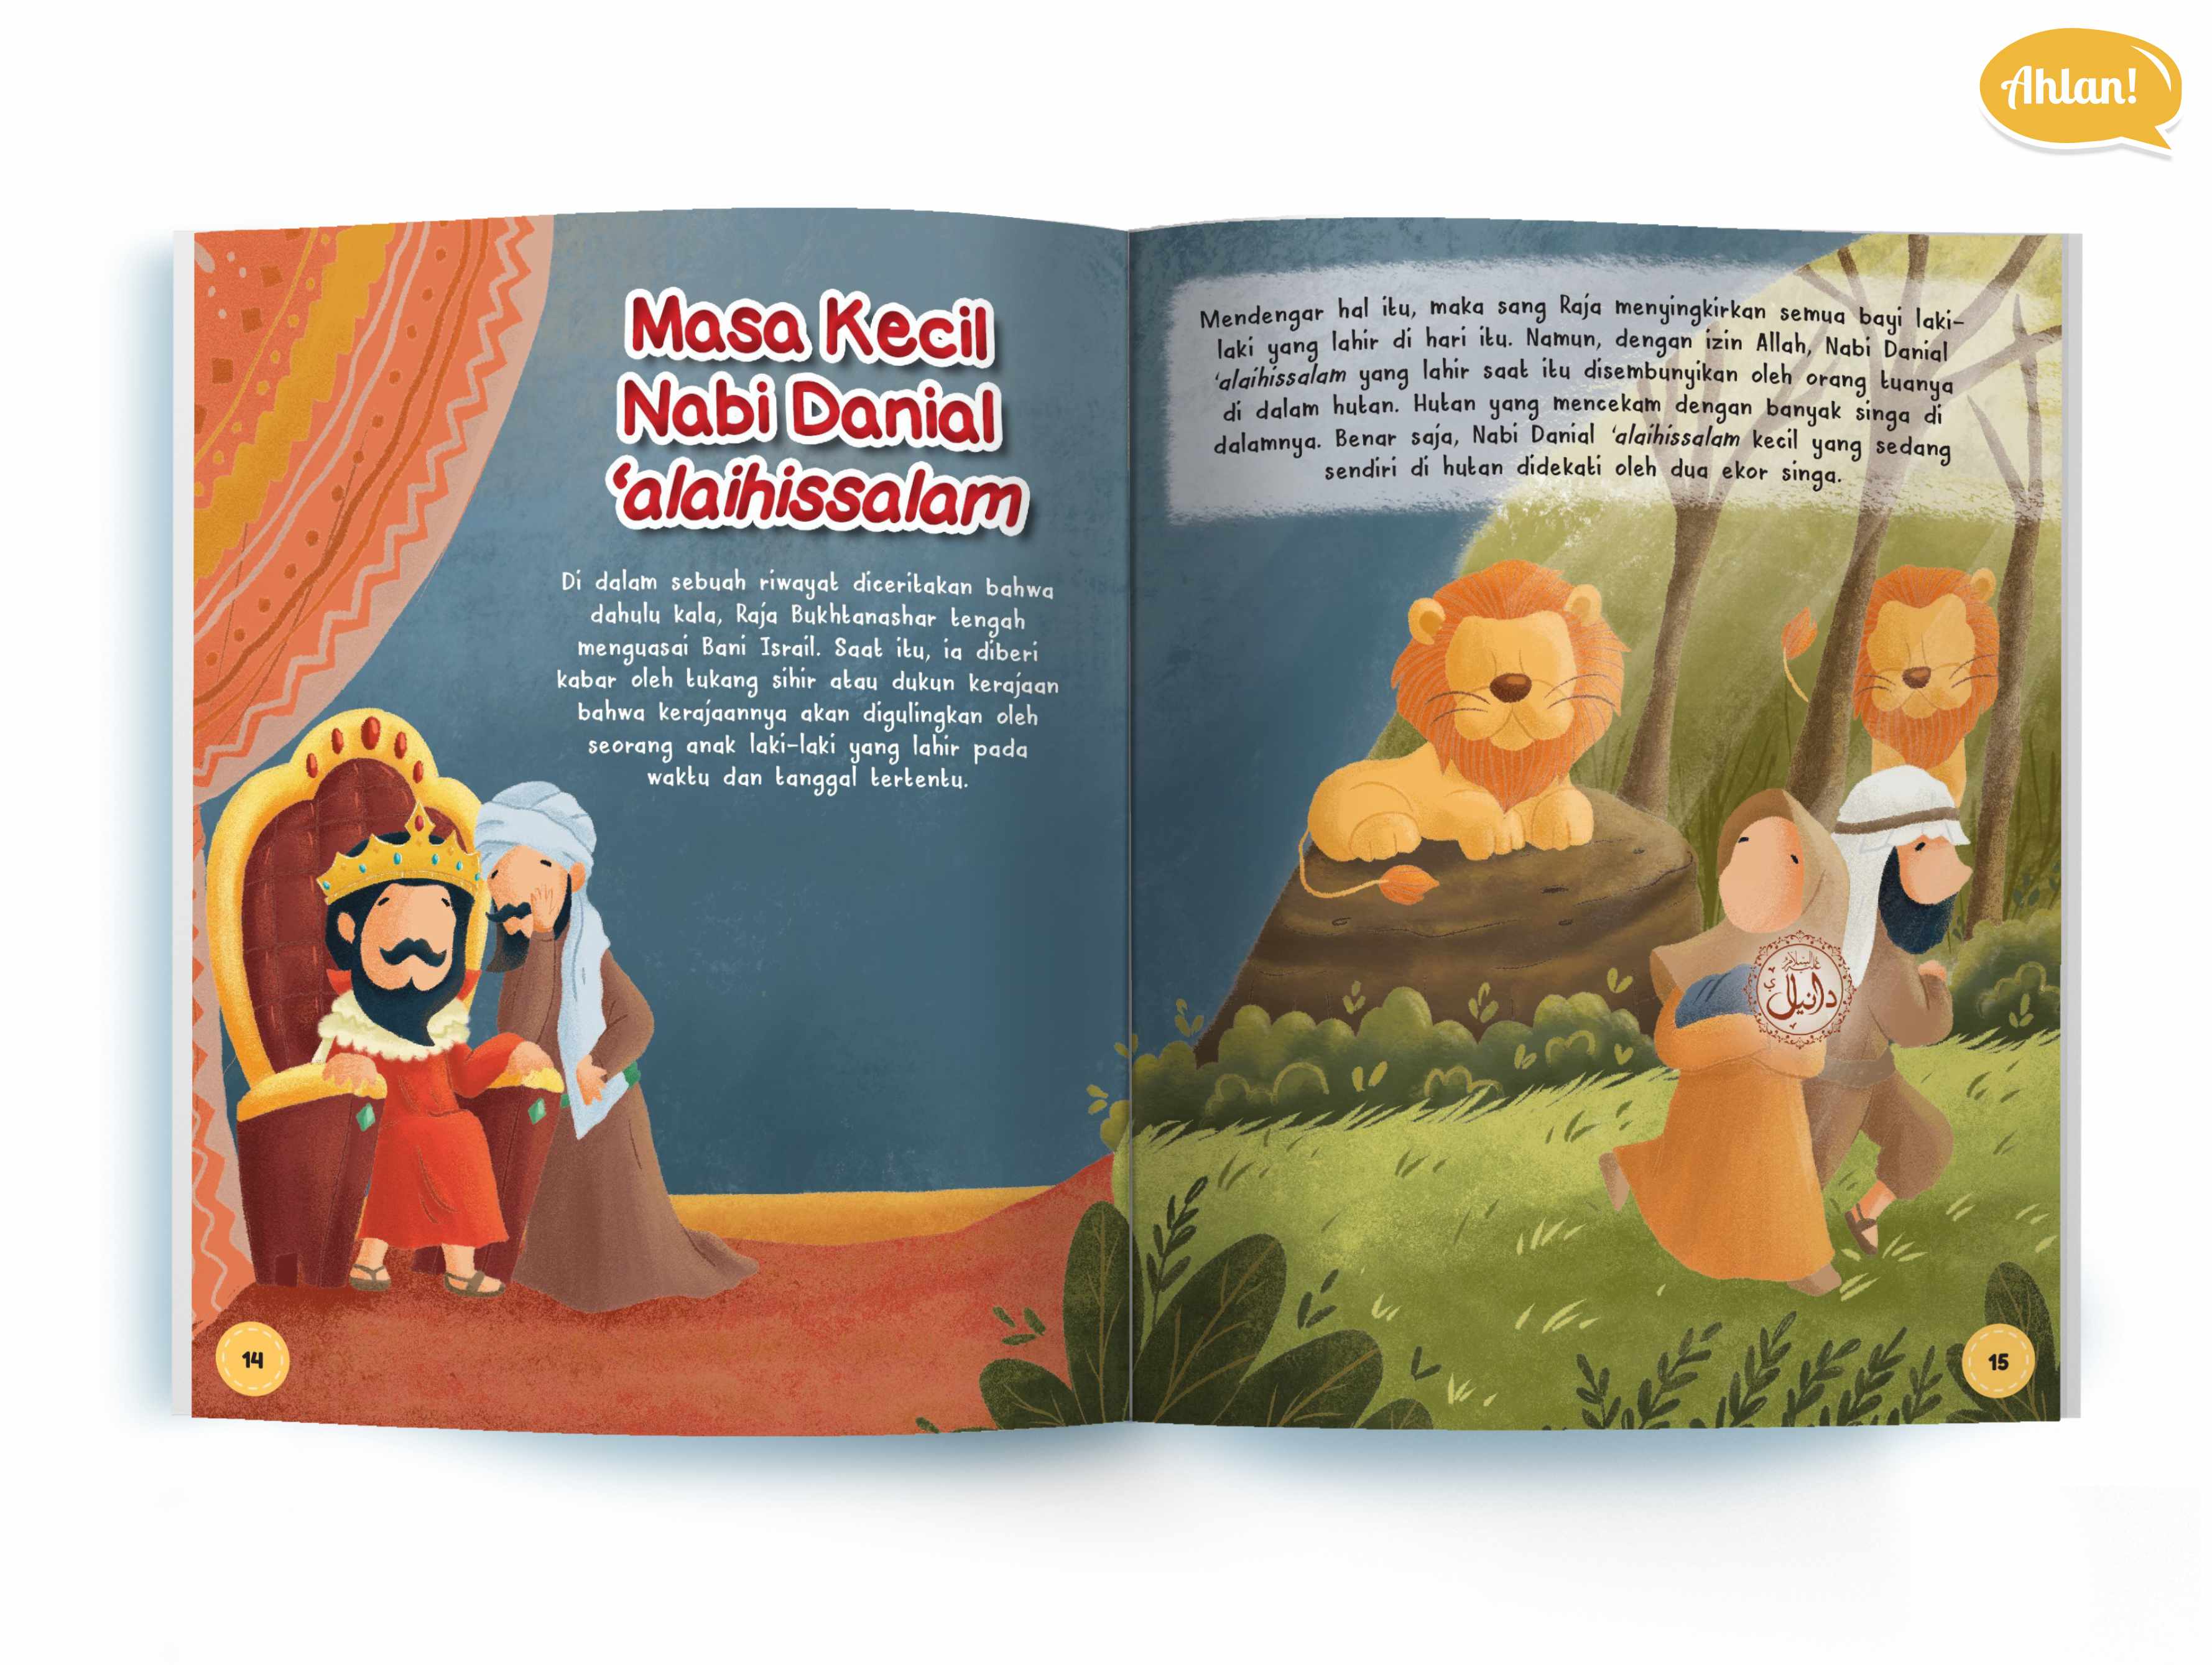 Ahlan!
Masa Kecil
Nabi Danial
‘alaihissalam
Di dalam sebuah riwayat diceritakan bahwa
dahulu kala, Raja Bukhtanashar tengah
menguasai Bani Israil. Saat itu, ia diberi
kabar oleh tukang sihir atau dukun kerajaan
bahwa kerajaannya akan digulingkan oleh
seorang anak laki-laki yang lahir pada
waktu dan tanggal tertentu.
14
Mendengar hal itu, maka sang Raja menyingkirkan semua bayi laki-
laki yang lahir di hari itu. Namun, dengan izin Allah, Nabi Danial
‘alaihissalam yang lahir saat itu disembunyikan oleh orang tuanya
di dalam hutan. Hutan yang mencekam dengan banyak singa di
dalamnya. Benar saja, Nabi Danial ‘alaihissalam kecil yang sedang
sendiri di hutan didekati oleh dua ekor singa.
عليه السلام
دانيال
15